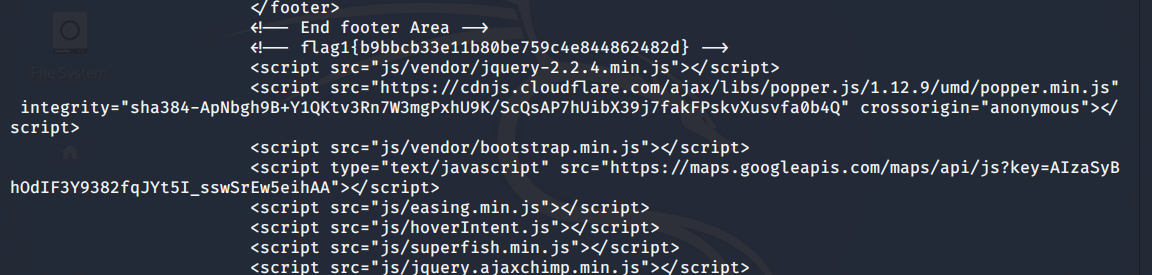 </footer>
<!-- End footer Area -->
<!-- flag1{b9bbcb33e11b80be759c4e844862482d} -->
<script src="js/vendor/jquery-2.2.4.min.js"></script>
<script src="https://cdnjs.cloudflare.com/ajax/libs/popper.js/1.12.9/umd/popper.min.js"
integrity="sha384-ApNbgh9B+Y1QKtv3Rn7W3mgPxhU9K/ScQsAP7hUibX39j7fakFPskvXusvfa0b4Q" crossorigin="anonymous"></
script>
<script src="js/vendor/bootstrap.min.js"></script>
<script type="text/javascript" src="https://maps.googleapis.com/maps/api/js?key=AIzaSyB
hOdIF3Y9382fqJYt5I_sswSrEw5eihAA"></script>
<script src="js/easing.min.js"></script>
<script src="js/hoverIntent.js"></script>
<script src="js/superfish.min.js"></script>
<script src="js/jquery.ajaxchimp.min.js"></script>
File System